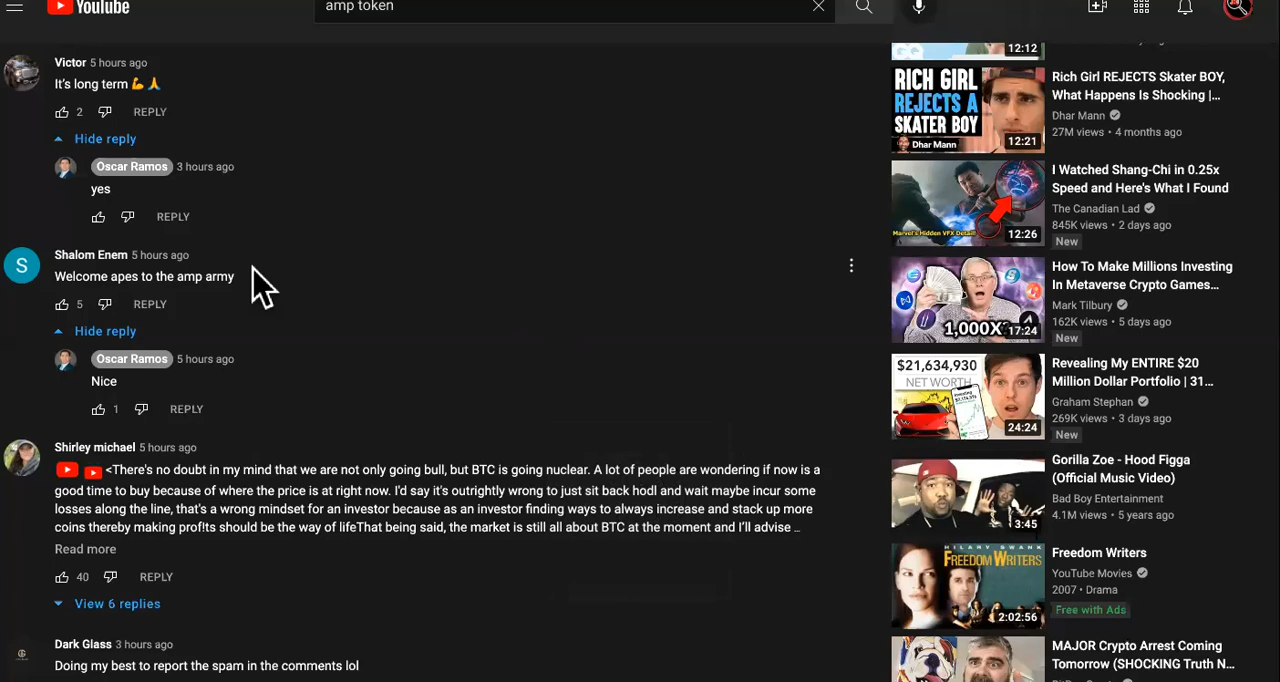 YouTube
amp token
Victor 5 hours ago
It's long term 💪🙏
2 REPLY
Hide reply
Oscar Ramos 3 hours ago
yes
REPLY
Shalom Enem 5 hours ago
Welcome apes to the amp army
5 REPLY
Hide reply
Oscar Ramos 5 hours ago
Nice
1 REPLY
Shirley michael 5 hours ago
<There's no doubt in my mind that we are not only going bull, but BTC is going nuclear. A lot of people are wondering if now is a
good time to buy because of where the price is at right now. I'd say it's outrightly wrong to just sit back hodl and wait maybe incur some
losses along the line, that's a wrong mindset for an investor because as an investor finding ways to always increase and stack up more
coins thereby making prof!ts should be the way of lifeThat being said, the market is still all about BTC at the moment and I'll advise ...
Read more
40 REPLY
View 6 replies
Dark Glass 3 hours ago
Doing my best to report the spam in the comments lol
12:12
RICH GIRL
REJECTS A
SKATER BOY
Dhar Mann
12:21
Rich Girl REJECTS Skater BOY,
What Happens Is Shocking |...
Dhar Mann
27M views • 4 months ago
Marvel's Hidden VFX Detail
12:26
I Watched Shang-Chi in 0.25x
Speed and Here's What I Found
The Canadian Lad
845K views • 2 days ago
New
1,000X
17:24
How To Make Millions Investing
In Metaverse Crypto Games...
Mark Tilbury
162K views • 5 days ago
New
$21,634,930
NET WORTH
24:24
Revealing My ENTIRE $20
Million Dollar Portfolio | 31...
Graham Stephan
269K views • 3 days ago
New
3:45
Gorilla Zoe - Hood Figga
(Official Music Video)
Bad Boy Entertainment
4.1M views • 5 years ago
HILARY SWANK
FREEDOM WRITERS
2:02:56
Freedom Writers
YouTube Movies
2007 • Drama
Free with Ads
MAJOR Crypto Arrest Coming
Tomorrow (SHOCKING Truth N...